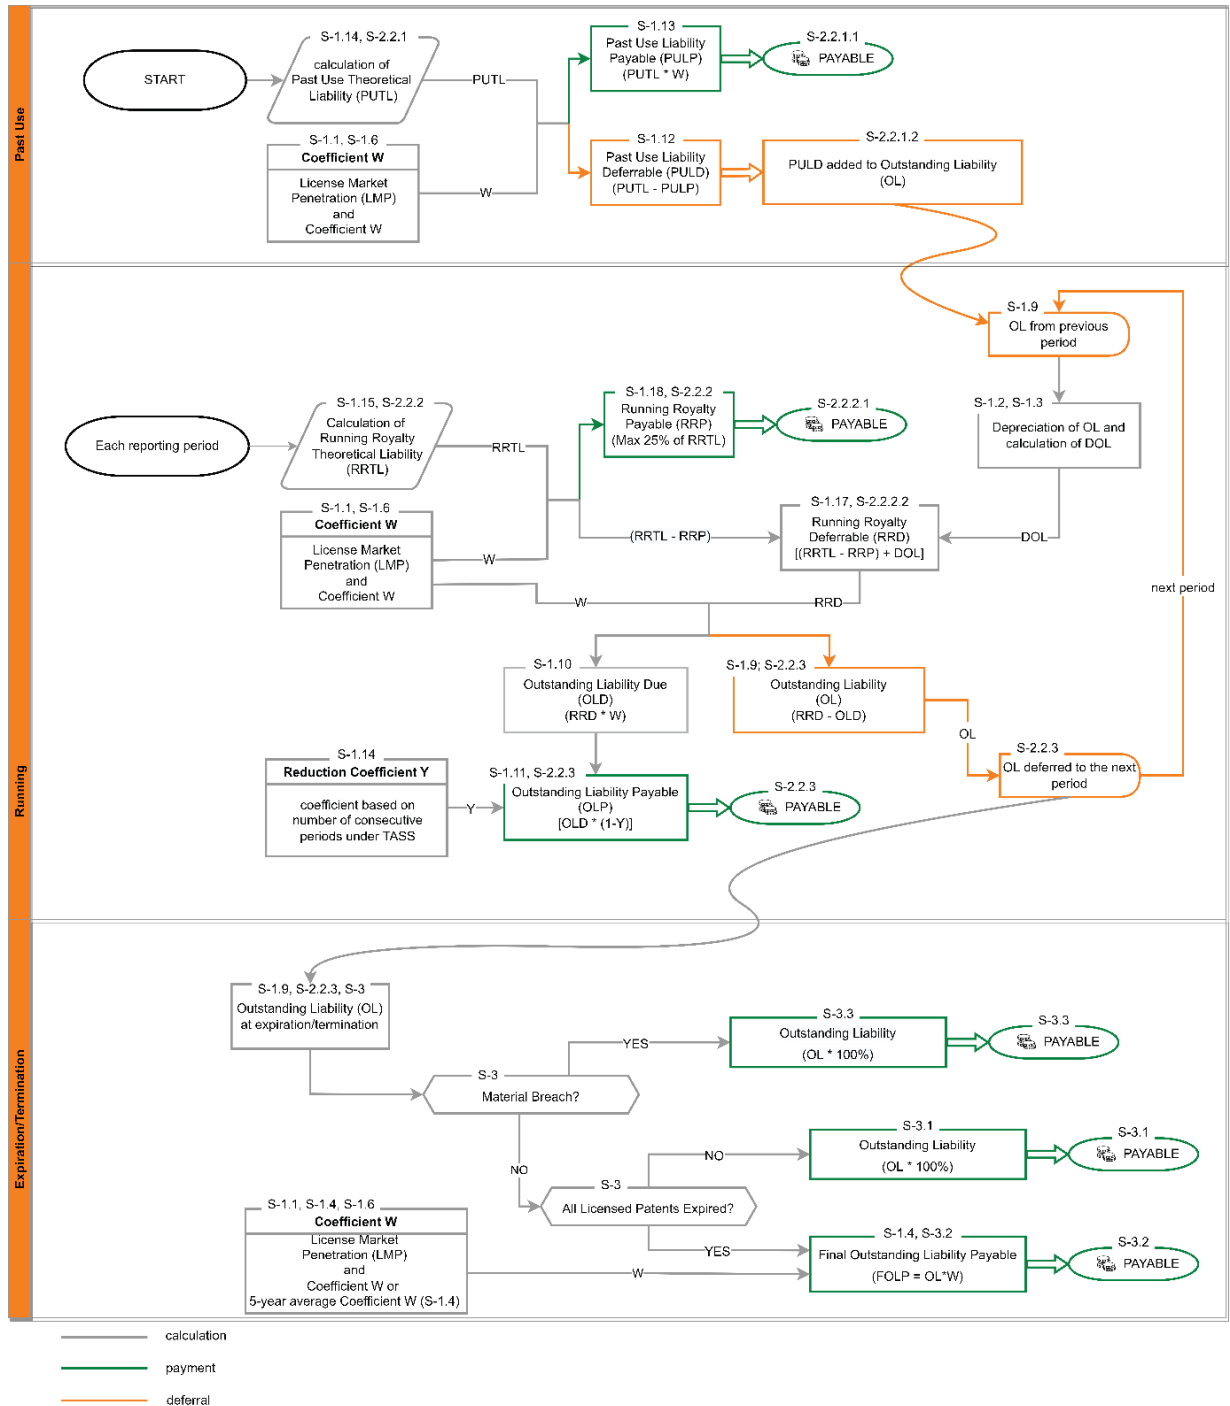 Past Use
S-1.14, S-2.2.1
START
calculation of
Past Use Theoretical
Liability (PUTL)
PUTL
S-1.13
Past Use Liability
Payable (PULP)
(PUTL * W)
S-2.2.1.1
PAYABLE
S-1.1, S-1.6
Coefficient W
License Market
Penetration (LMP)
and
Coefficient W
W
S-1.12
Past Use Liability
Deferrable (PULD)
(PUTL - PULP)
S-2.2.1.2
PULD added to Outstanding Liability
(OL)
Running
S-1.9
OL from previous
period
S-1.2, S-1.3
Depreciation of OL and
calculation of DOL
DOL
Each reporting period
S-1.15, S-2.2.2
Calculation of
Running Royalty
Theoretical Liability
(RRTL)
RRTL
S-1.18, S-2.2.2
Running Royalty
Payable (RRP)
(Max 25% of RRTL)
S-2.2.2.1
PAYABLE
S-1.1, S-1.6
Coefficient W
License Market
Penetration (LMP)
and
Coefficient W
W
W
(RRTL - RRP)
S-1.17, S-2.2.2.2
Running Royalty
Deferrable (RRD)
[(RRTL - RRP) + DOL]
RRD
next period
S-1.10
Outstanding Liability Due
(OLD)
(RRD * W)
S-1.9; S-2.2.3
Outstanding Liability
(OL)
(RRD - OLD)
OL
S-2.2.3
OL deferred to the next
period
S-1.14
Reduction Coefficient Y
coefficient based on
number of consecutive
periods under TASS
Y
S-1.11, S-2.2.3
Outstanding Liability Payable
(OLP)
[OLD * (1-Y)]
S-2.2.3
PAYABLE
Expiration/Termination
S-1.9, S-2.2.3, S-3
Outstanding Liability (OL)
at expiration/termination
S-3
Material Breach?
YES
S-3.3
Outstanding Liability
(OL * 100%)
S-3.3
PAYABLE
NO
S-3
All Licensed Patents Expired?
NO
S-3.1
Outstanding Liability
(OL * 100%)
S-3.1
PAYABLE
YES
S-1.1, S-1.4, S-1.6
Coefficient W
License Market
Penetration (LMP)
and
Coefficient W or
5-year average Coefficient W (S-1.4)
W
S-1.4, S-3.2
Final Outstanding Liability Payable
(FOLP = OL*W)
S-3.2
PAYABLE
calculation
payment
deferral